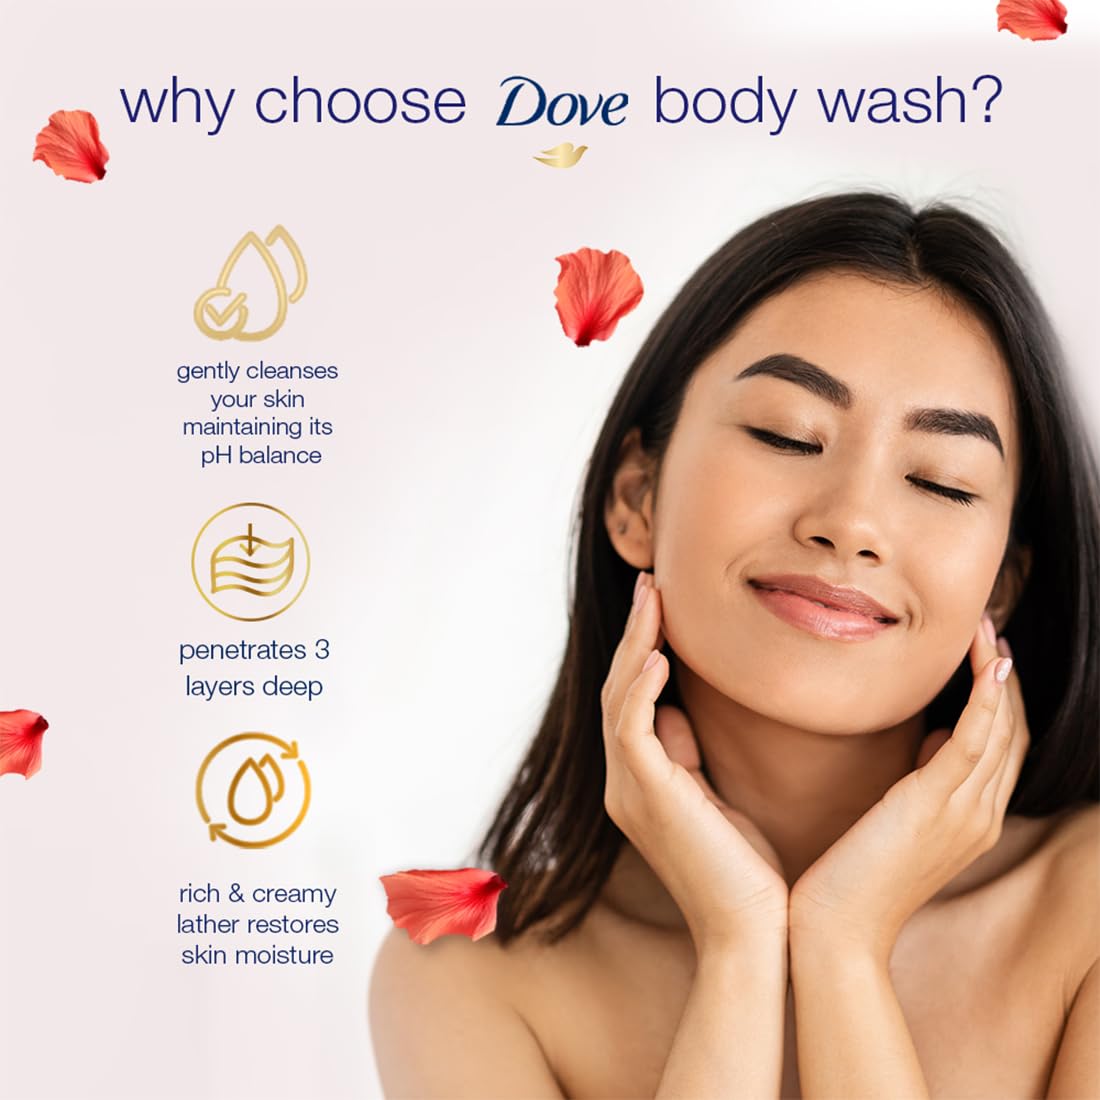 why choose Dove body wash?
gently cleanses
your skin
maintaining its
pH balance
penetrates 3
layers deep
rich & creamy
lather restores
skin moisture